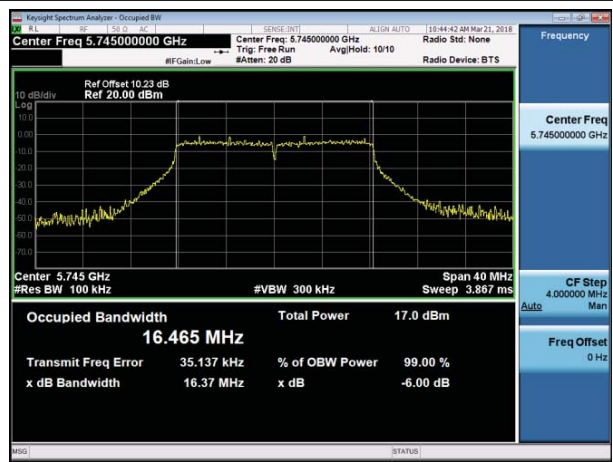 Keysight Spectrum Analyzer - Occupied BW
RL RF 50 Ω AC SENSE:INT ALIGN AUTO 10:44:42 AM Mar 21, 2018
Center Freq 5.745000000 GHz
Center Freq: 5.745000000 GHz
Radio Std: None
Trig: Free Run Avg|Hold: 10/10
#IFGain:Low #Atten: 20 dB Radio Device: BTS
Frequency
Ref Offset 10.23 dB
10 dB/div Ref 20.00 dBm
Log
10.0
0.00
-10.0
-20.0
-30.0
-40.0
-50.0
-60.0
-70.0
Center 5.745 GHz Span 40 MHz
#Res BW 100 kHz #VBW 300 kHz Sweep 3.867 ms
Occupied Bandwidth Total Power 17.0 dBm
16.465 MHz
Transmit Freq Error 35.137 kHz % of OBW Power 99.00 %
x dB Bandwidth 16.37 MHz x dB -6.00 dB
Center Freq
5.745000000 GHz
CF Step
4.000000 MHz
Auto Man
Freq Offset
0 Hz
MSG STATUS